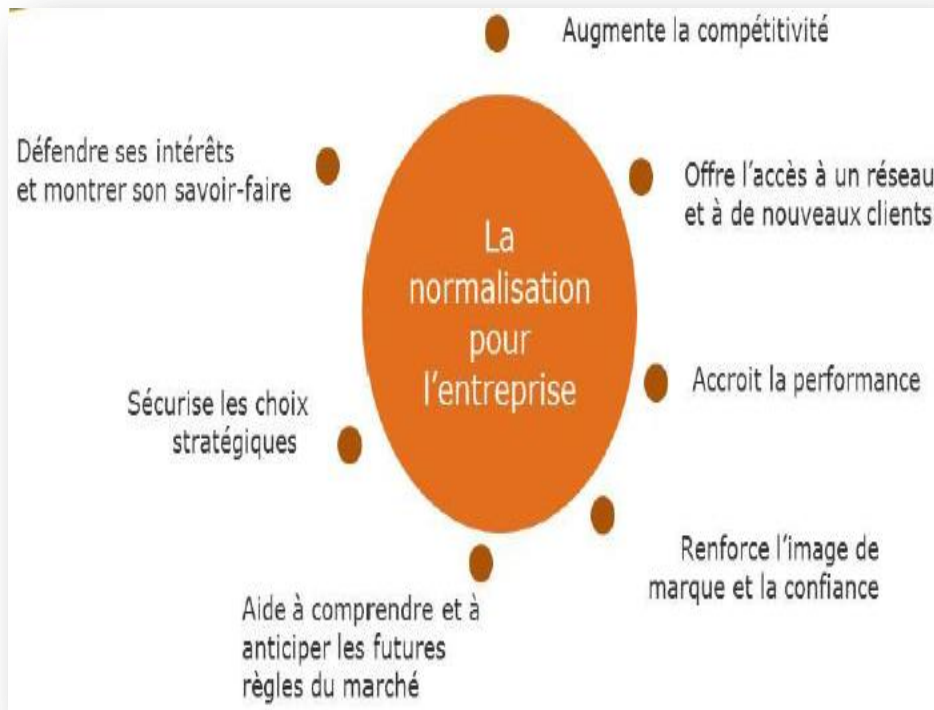 Augmente la compétitivité
Défendre ses intérêts
et montrer son savoir-faire
Offre l'accès à un réseau
et à de nouveaux clients
La
normalisation
pour
l'entreprise
Accroit la performance
Sécurise les choix
stratégiques
Renforce l'image de
marque et la confiance
Aide à comprendre et à
anticiper les futures
règles du marché